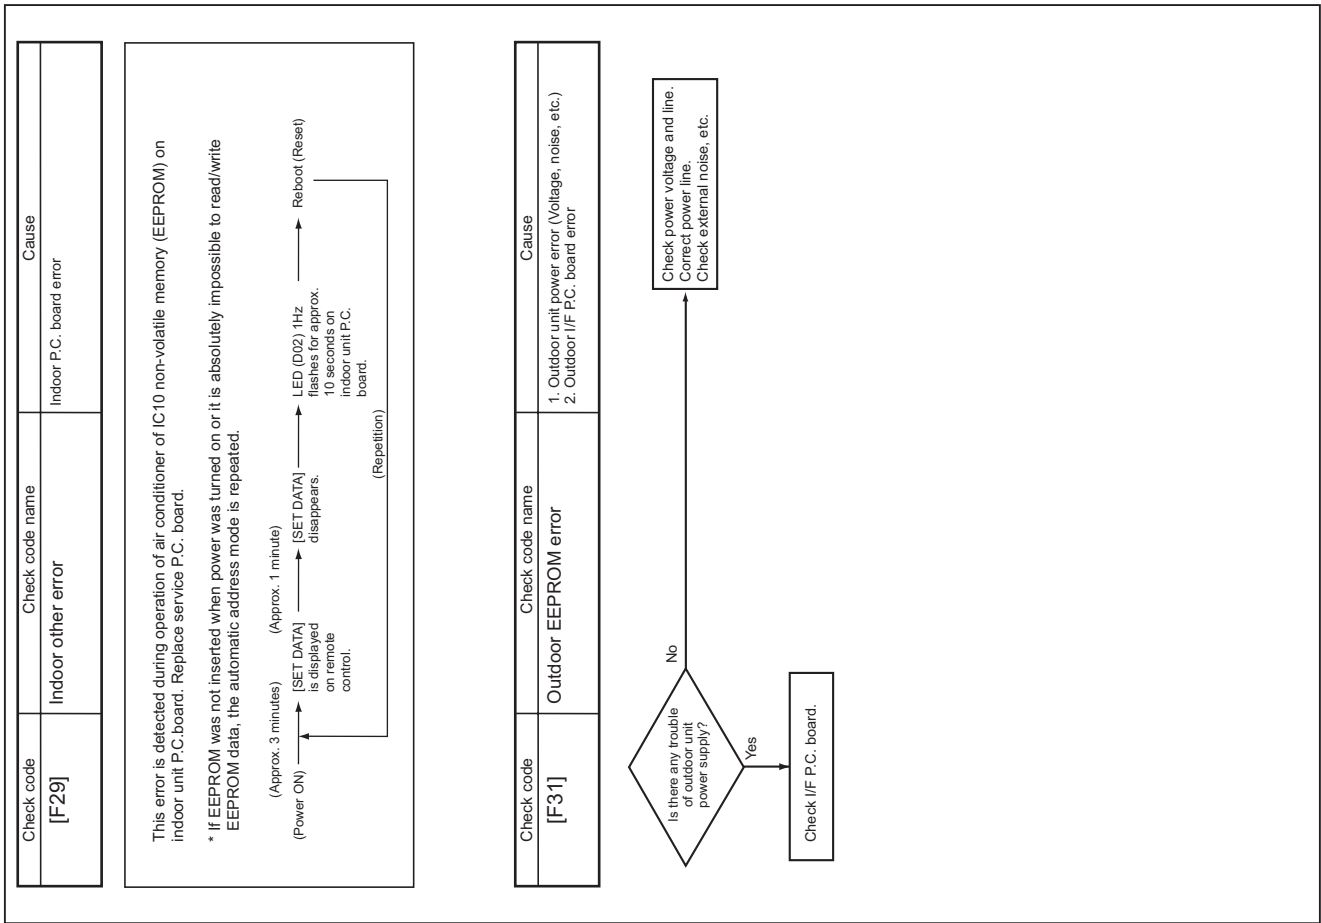 Check code
Check code name
Cause
[F29]
Indoor other error
Indoor P.C. board error
This error is detected during operation of air conditioner of IC10 non-volatile memory (EEPROM) on
indoor unit P.C.board. Replace service P.C. board.
* If EEPROM was not inserted when power was turned on or it is absolutely impossible to read/write
EEPROM data, the automatic address mode is repeated.
(Approx. 3 minutes)
(Approx. 1 minute)
(Power ON)
[SET DATA]
is displayed
on remote
control.
[SET DATA]
disappears.
LED (D02) 1Hz
flashes for approx.
10 seconds on
indoor unit P.C.
board.
Reboot (Reset)
(Repetition)
Check code
Check code name
Cause
[F31]
Outdoor EEPROM error
1. Outdoor unit power error (Voltage, noise, etc.)
2. Outdoor I/F P.C. board error
Is there any trouble
of outdoor unit
power supply?
No
Check power voltage and line.
Correct power line.
Check external noise, etc.
Yes
Check I/F P.C. board.